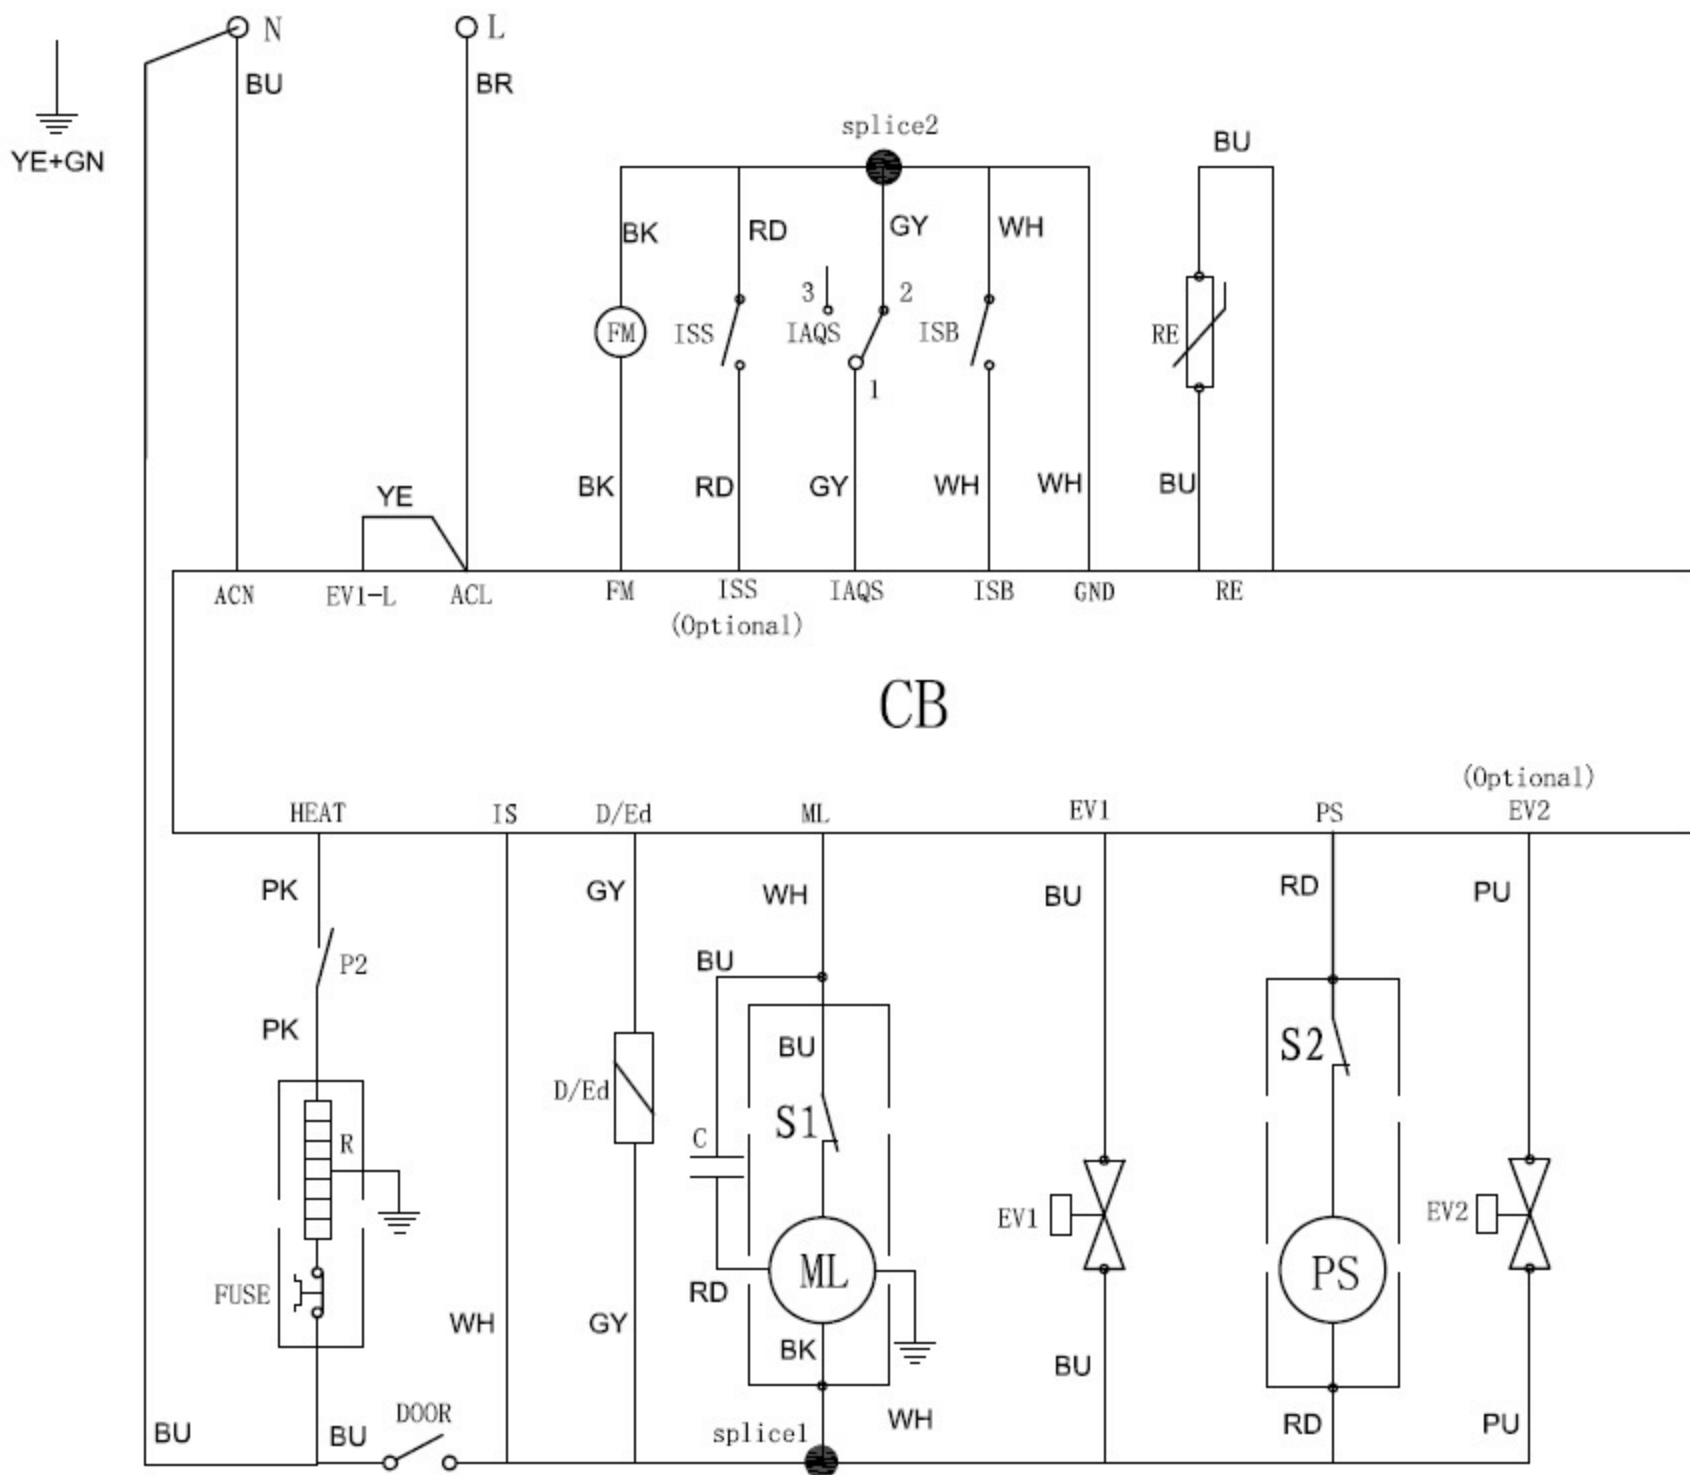 N
L
BU
BR
YE+GN
splice2
BU
BK
RD
GY
WH
3
2
FM
ISS
IAQS
ISB
RE
1
YE
BK
RD
GY
WH
WH
BU
ACN
EV1-L
ACL
FM
ISS
IAQS
ISB
GND
RE
(Optional)
CB
(Optional)
HEAT
IS
D/Ed
ML
EV1
PS
EV2
PK
GY
WH
BU
RD
PU
P2
BU
PK
BU
S2
D/Ed
S1
C
R
EV1
EV2
ML
PS
FUSE
RD
WH
GY
BK
BU
DOOR
WH
RD
PU
BU
BU
splice1